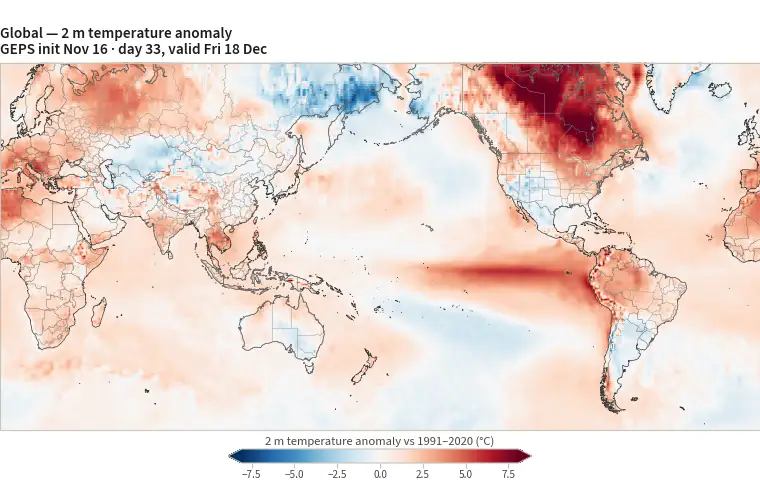 Global — 2 m temperature anomaly
GEPS init Nov 16 · day 33, valid Fri 18 Dec
2 m temperature anomaly vs 1991–2020 (°C)
−7.5 −5.0 −2.5 0.0 2.5 5.0 7.5